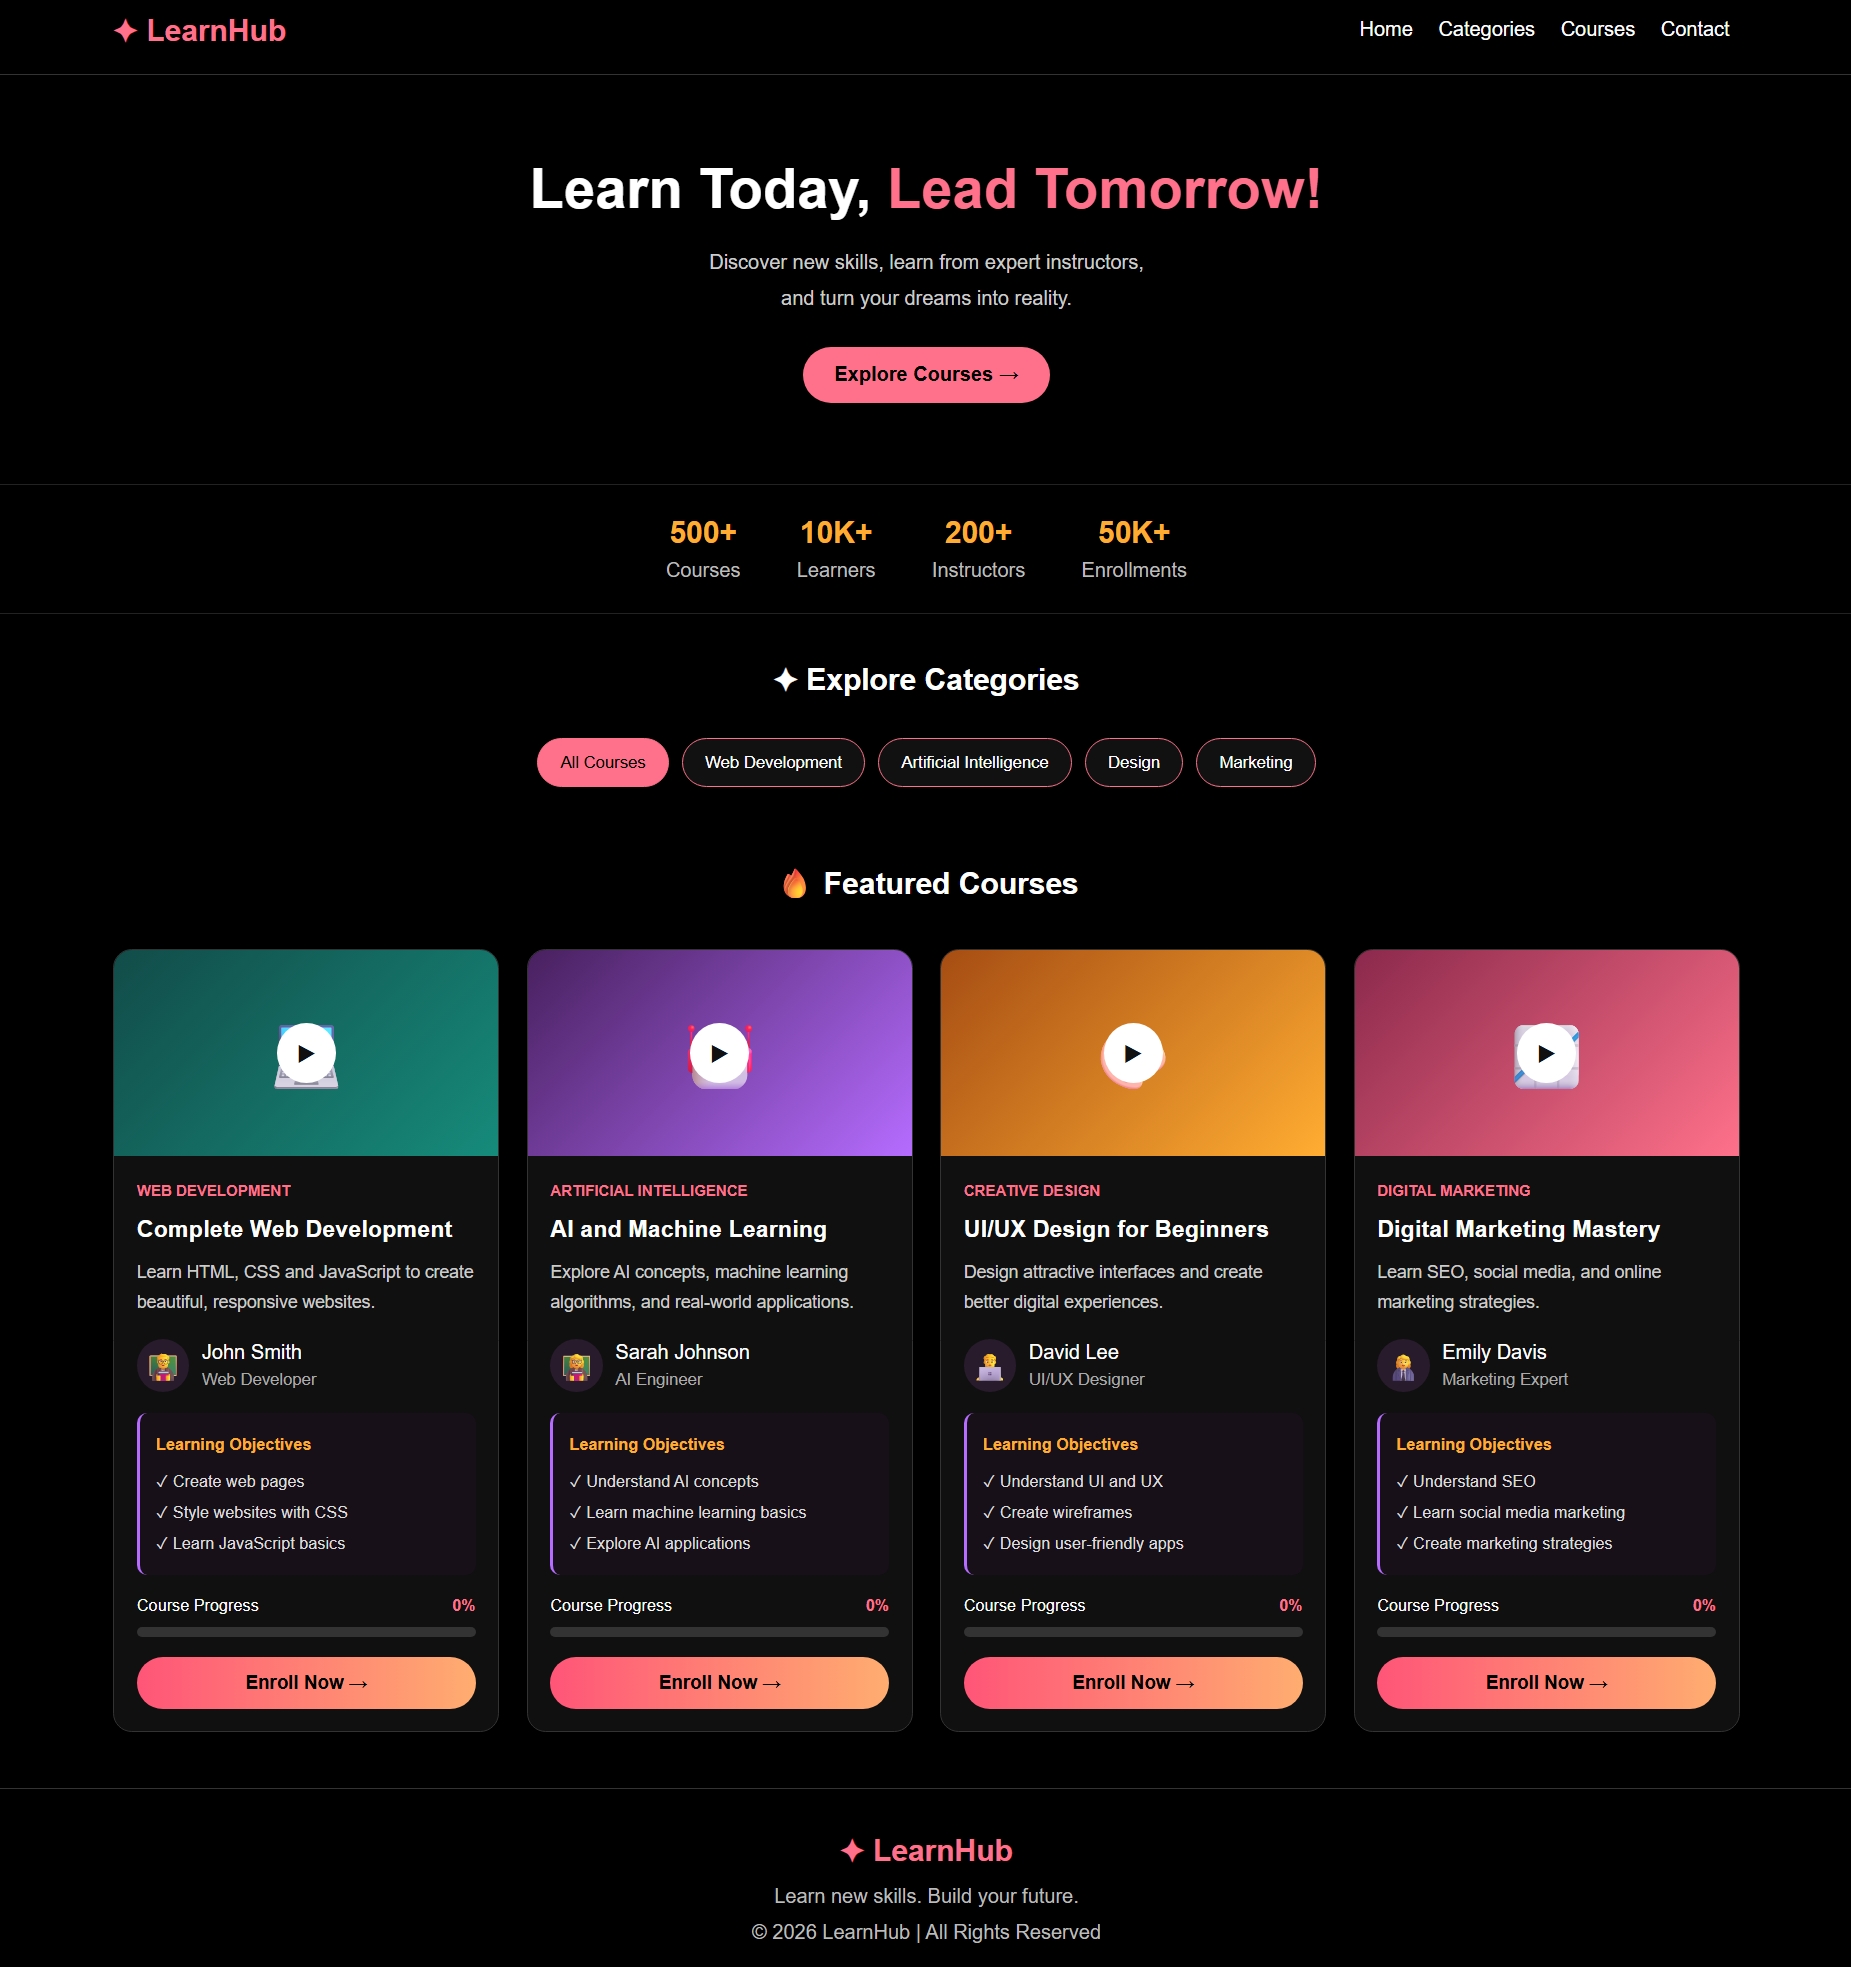 ✦ LearnHub
Home Categories Courses Contact
Learn Today, Lead Tomorrow!
Discover new skills, learn from expert instructors,
and turn your dreams into reality.
Explore Courses →
500+ 10K+ 200+ 50K+
Courses Learners Instructors Enrollments
✦ Explore Categories
All Courses Web Development Artificial Intelligence Design Marketing
🔥 Featured Courses
WEB DEVELOPMENT
Complete Web Development
Learn HTML, CSS and JavaScript to create
beautiful, responsive websites.
John Smith
Web Developer
Learning Objectives
✓ Create web pages
✓ Style websites with CSS
✓ Learn JavaScript basics
Course Progress 0%
Enroll Now →
ARTIFICIAL INTELLIGENCE
AI and Machine Learning
Explore AI concepts, machine learning
algorithms, and real-world applications.
Sarah Johnson
AI Engineer
Learning Objectives
✓ Understand AI concepts
✓ Learn machine learning basics
✓ Explore AI applications
Course Progress 0%
Enroll Now →
CREATIVE DESIGN
UI/UX Design for Beginners
Design attractive interfaces and create
better digital experiences.
David Lee
UI/UX Designer
Learning Objectives
✓ Understand UI and UX
✓ Create wireframes
✓ Design user-friendly apps
Course Progress 0%
Enroll Now →
DIGITAL MARKETING
Digital Marketing Mastery
Learn SEO, social media, and online
marketing strategies.
Emily Davis
Marketing Expert
Learning Objectives
✓ Understand SEO
✓ Learn social media marketing
✓ Create marketing strategies
Course Progress 0%
Enroll Now →
✦ LearnHub
Learn new skills. Build your future.
© 2026 LearnHub | All Rights Reserved